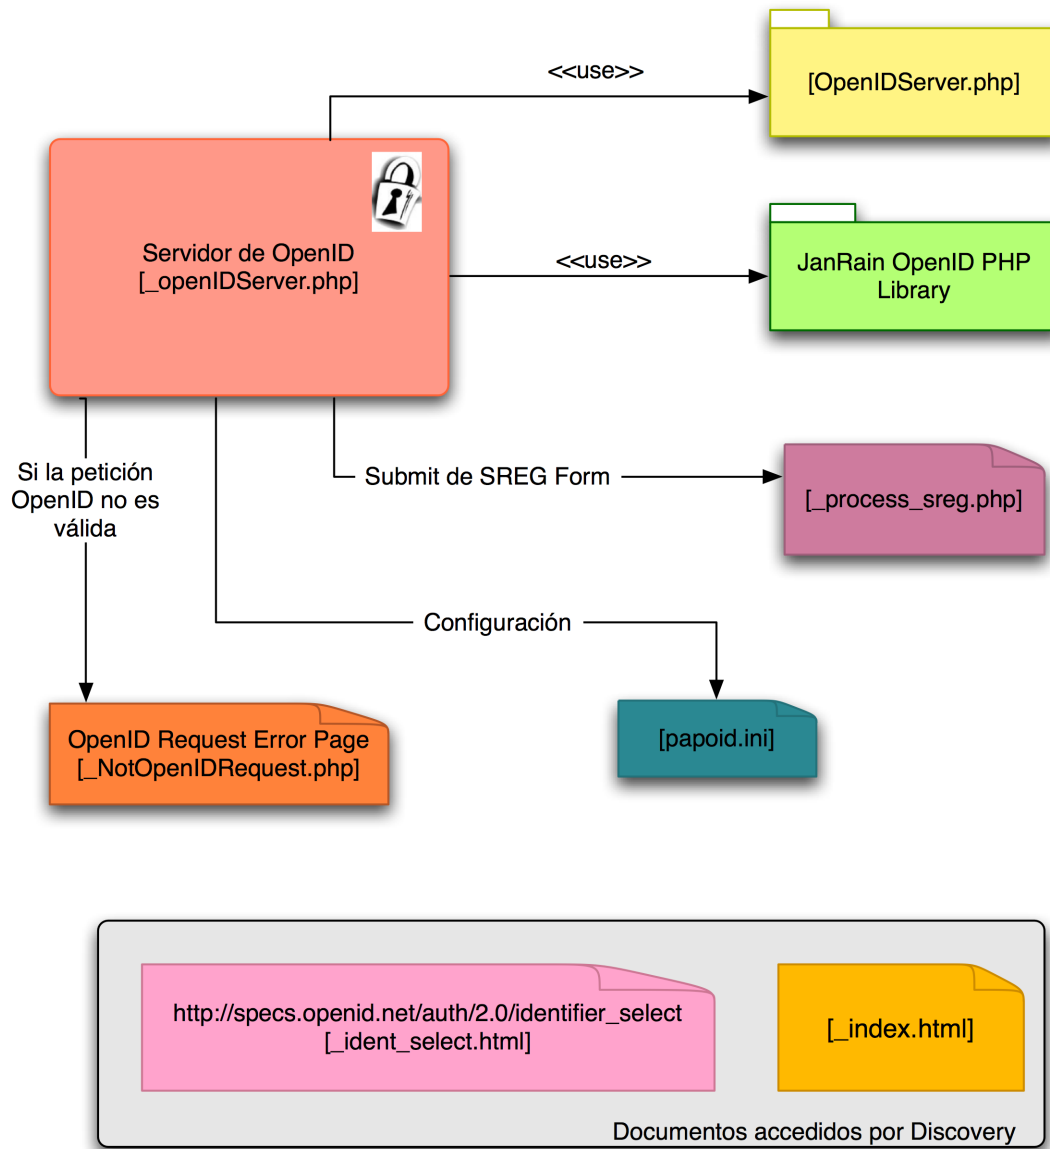 <<use>>
[OpenIDServer.php]
Servidor de OpenID
[_openIDServer.php]
<<use>>
JanRain OpenID PHP
Library
Si la petición
OpenID no es
válida
Submit de SREG Form
[_process_sreg.php]
Configuración
OpenID Request Error Page
[_NotOpenIDRequest.php]
[papoid.ini]
http://specs.openid.net/auth/2.0/identifier_select
[_ident_select.html]
[_index.html]
Documentos accedidos por Discovery